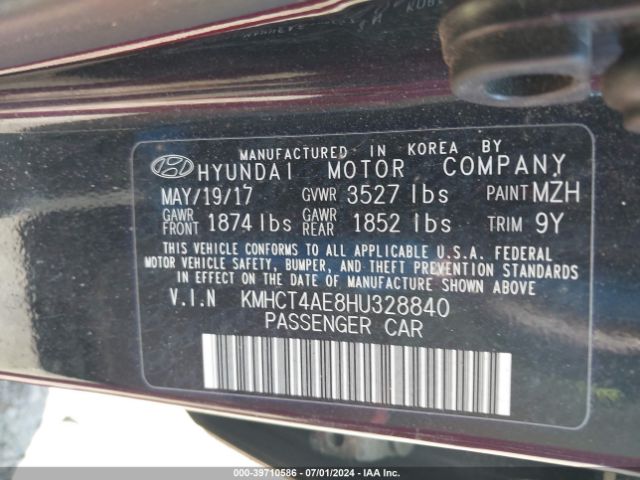 MANUFACTURED IN KOREA BY
HYUNDAI MOTOR COMPANY
MAY/19/17 GVWR 3527 lbs PAINT MZH
GAWR FRONT 1874 lbs GAWR REAR 1852 lbs TRIM 9Y
THIS VEHICLE CONFORMS TO ALL APPLICABLE U.S.A. FEDERAL
MOTOR VEHICLE SAFETY, BUMPER, AND THEFT PREVENTION STANDARDS
IN EFFECT ON THE DATE OF MANUFACTURE SHOWN ABOVE.
V.I.N KMHCT4AE8HU328840
PASSENGER CAR
000-39710586 - 07/01/2024 - IAA Inc.